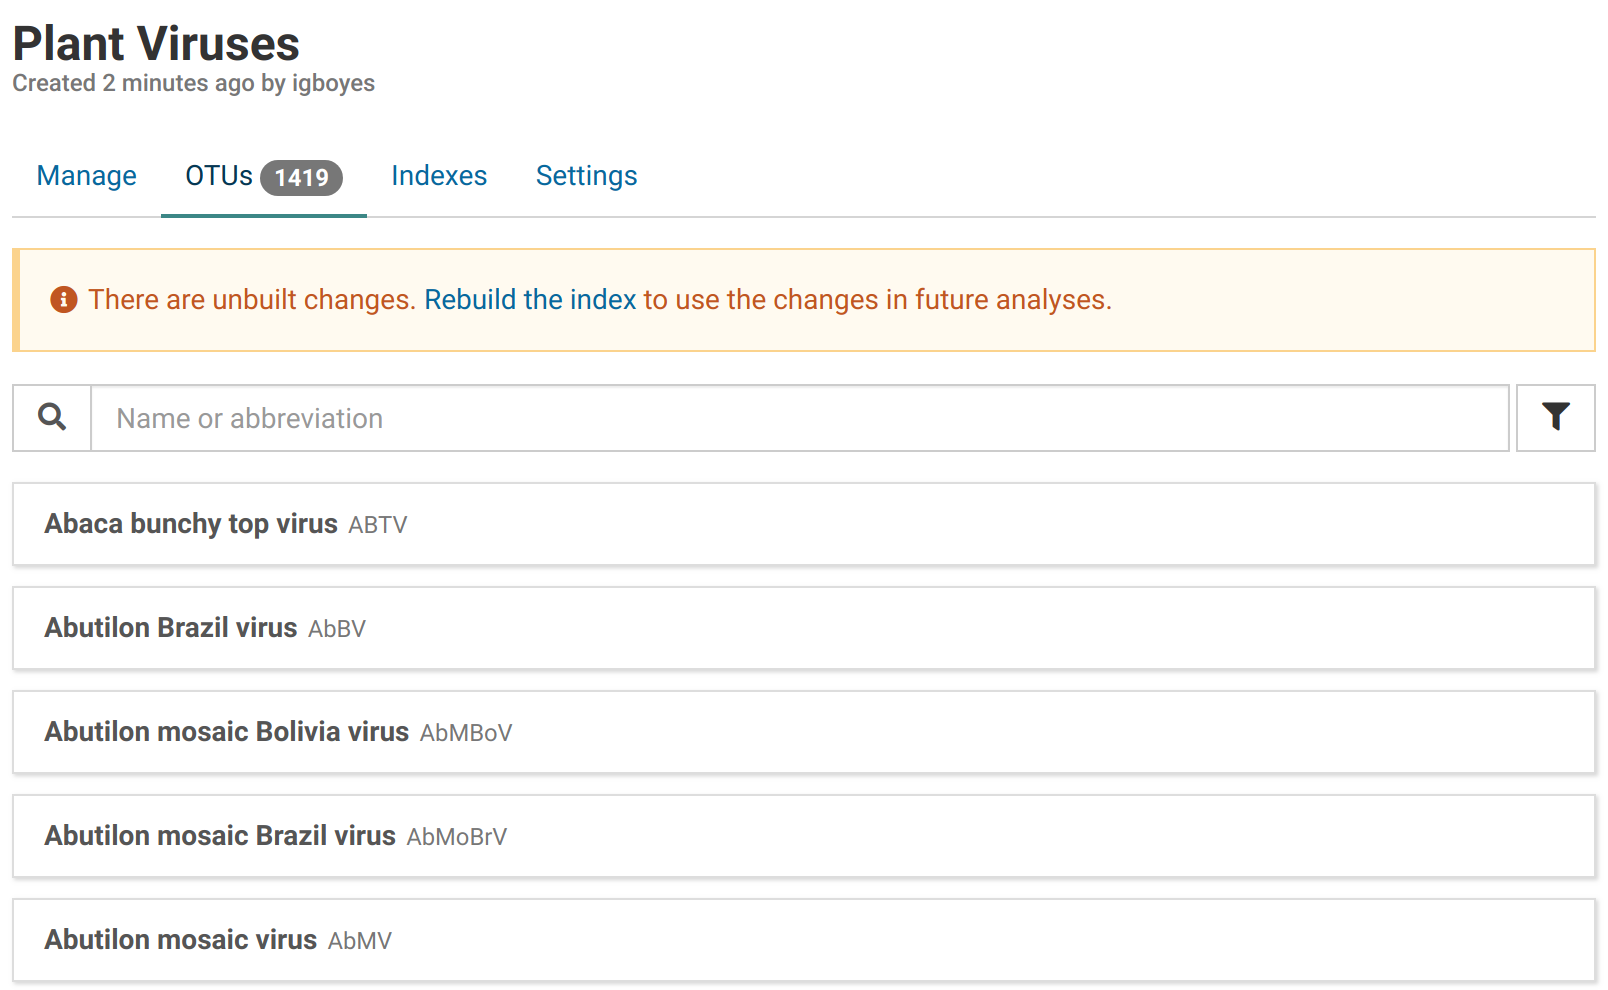 Plant Viruses
Created 2 minutes ago by igboyes
Manage OTUs 1419 Indexes Settings
There are unbuilt changes. Rebuild the index to use the changes in future analyses.
Name or abbreviation
Abaca bunchy top virus ABTV
Abutilon Brazil virus AbBV
Abutilon mosaic Bolivia virus AbMBoV
Abutilon mosaic Brazil virus AbMoBrV
Abutilon mosaic virus AbMV